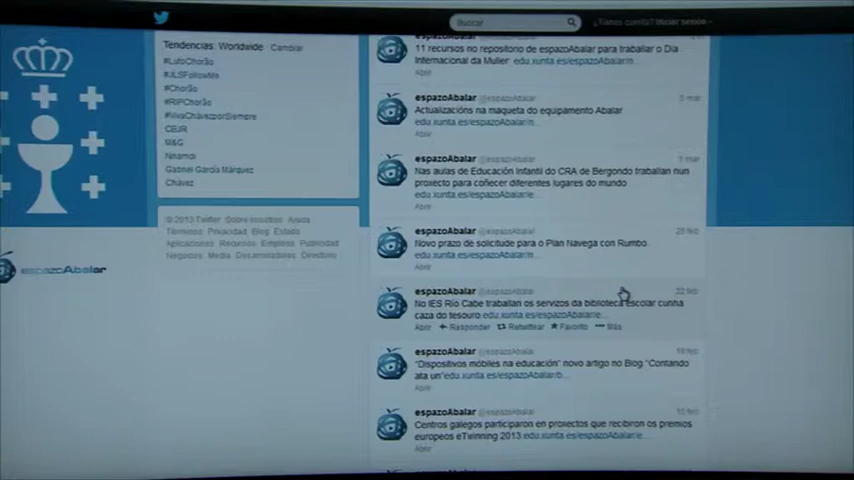 Buscar
¿Tienes cuenta? Iniciar sesión
Tendencias: Worldwide · Cambiar
#LutoChorão
#JLSFollowMe
#Chorão
#RIPChorão
#VivaChávezporSiempre
CBJR
M&G
Ninamdi
Gabriel García Márquez
Chávez
© 2013 Twitter Sobre nosotros Ayuda
Términos Privacidad Blog Estado
Aplicaciones Recursos Empleos Publicidad
Negocios Media Desarrolladores Directorio
espazoAbalar
espazoAbalar @espazoAbalar
11 recursos no repositorio de espazoAbalar para traballar o Día
Internacional da Muller edu.xunta.es/espazoAbalar/n...
Abrir
espazoAbalar @espazoAbalar 5 mar
Actualizacións na maqueta do equipamento Abalar
edu.xunta.es/espazoAbalar/n...
Abrir
espazoAbalar @espazoAbalar 1 mar
Nas aulas de Educación Infantil do CRA de Bergondo traballan nun
proxecto para coñecer diferentes lugares do mundo
edu.xunta.es/espazoAbalar/e...
Abrir
espazoAbalar @espazoAbalar 25 feb
Novo prazo de solicitude para o Plan Navega con Rumbo.
edu.xunta.es/espazoAbalar/n...
Abrir
espazoAbalar @espazoAbalar 22 feb
No IES Río Cabe traballan os servizos da biblioteca escolar cunha
caza do tesouro edu.xunta.es/espazoAbalar/e...
Abrir Responder Retwittear Favorito Más
espazoAbalar @espazoAbalar 19 feb
"Dispositivos móbiles na educación" novo artigo no Blog "Contando
ata un" edu.xunta.es/espazoAbalar/b...
Abrir
espazoAbalar @espazoAbalar 15 feb
Centros galegos participaron en proxectos que recibiron os premios
europeos eTwinning 2013 edu.xunta.es/espazoAbalar/e...
Abrir